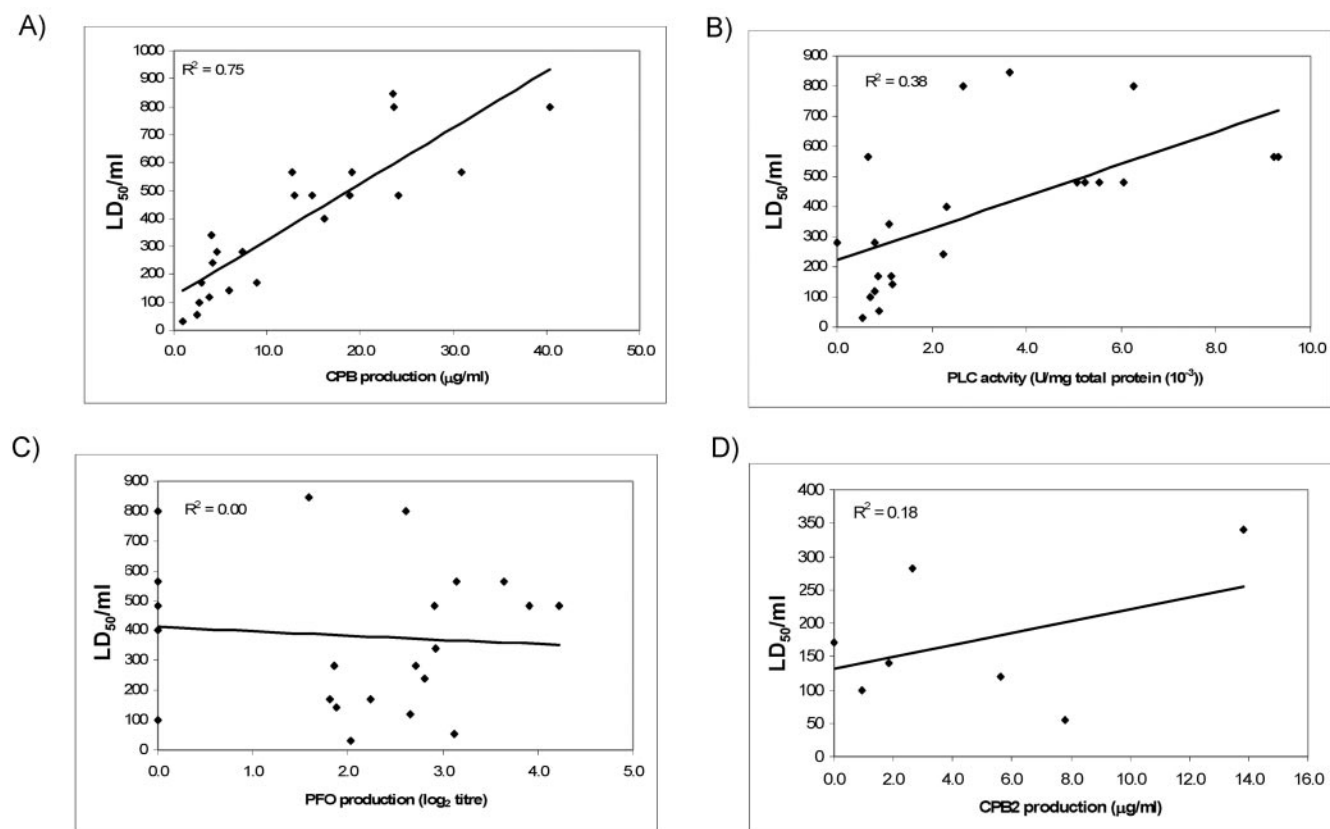 A)
1000
900
800
700
600
500
400
300
200
100
0
LD50/ml
R2 = 0.75
0.0 10.0 20.0 30.0 40.0 50.0
CPB production (μg/ml)
B)
900
800
700
600
500
400
300
200
100
0
LD50/ml
R2 = 0.38
0.0 2.0 4.0 6.0 8.0 10.0
PLC actvity (U/mg total protein (10-3))
C)
900
800
700
600
500
400
300
200
100
0
LD50/ml
R2 = 0.00
0.0 1.0 2.0 3.0 4.0 5.0
PFO production (log2 titre)
D)
400
350
300
250
200
150
100
50
0
LD50/ml
R2 = 0.18
0.0 2.0 4.0 6.0 8.0 10.0 12.0 14.0 16.0
CPB2 production (μg/ml)